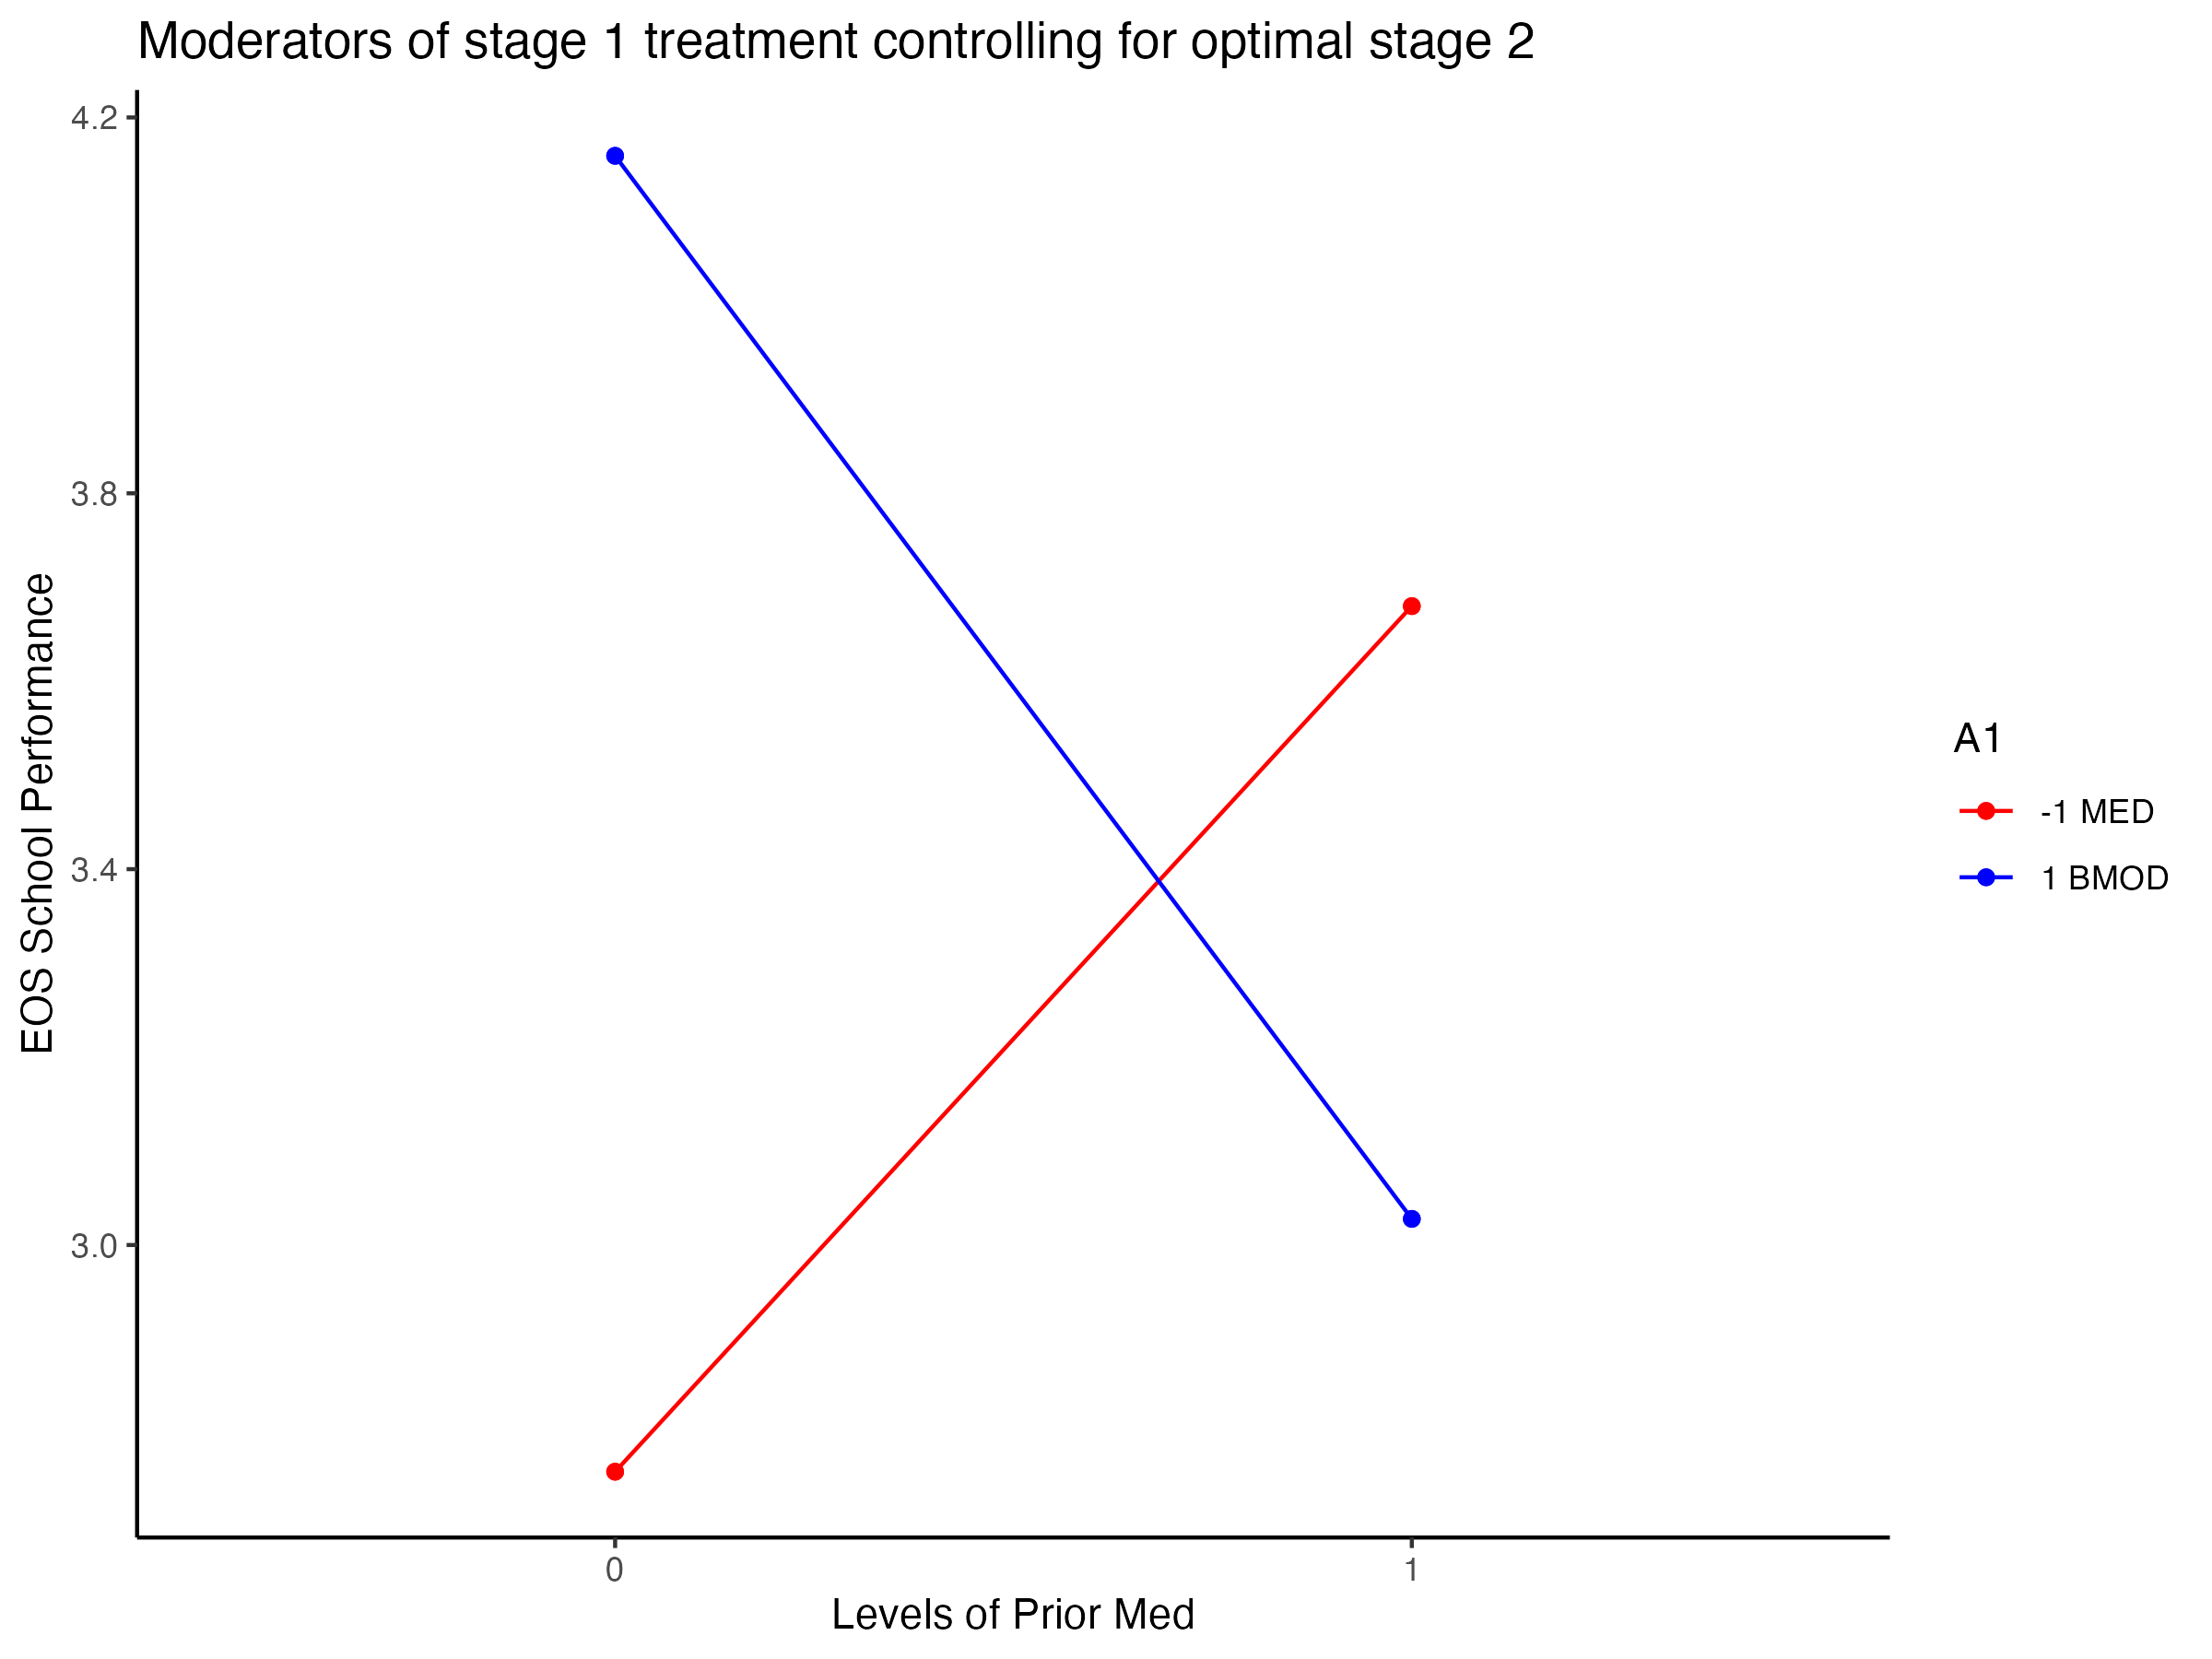 Moderators of stage 1 treatment controlling for optimal stage 2
4.2
3.8
3.4
3.0
EOS School Performance
0
1
Levels of Prior Med
A1
-1 MED
1 BMOD